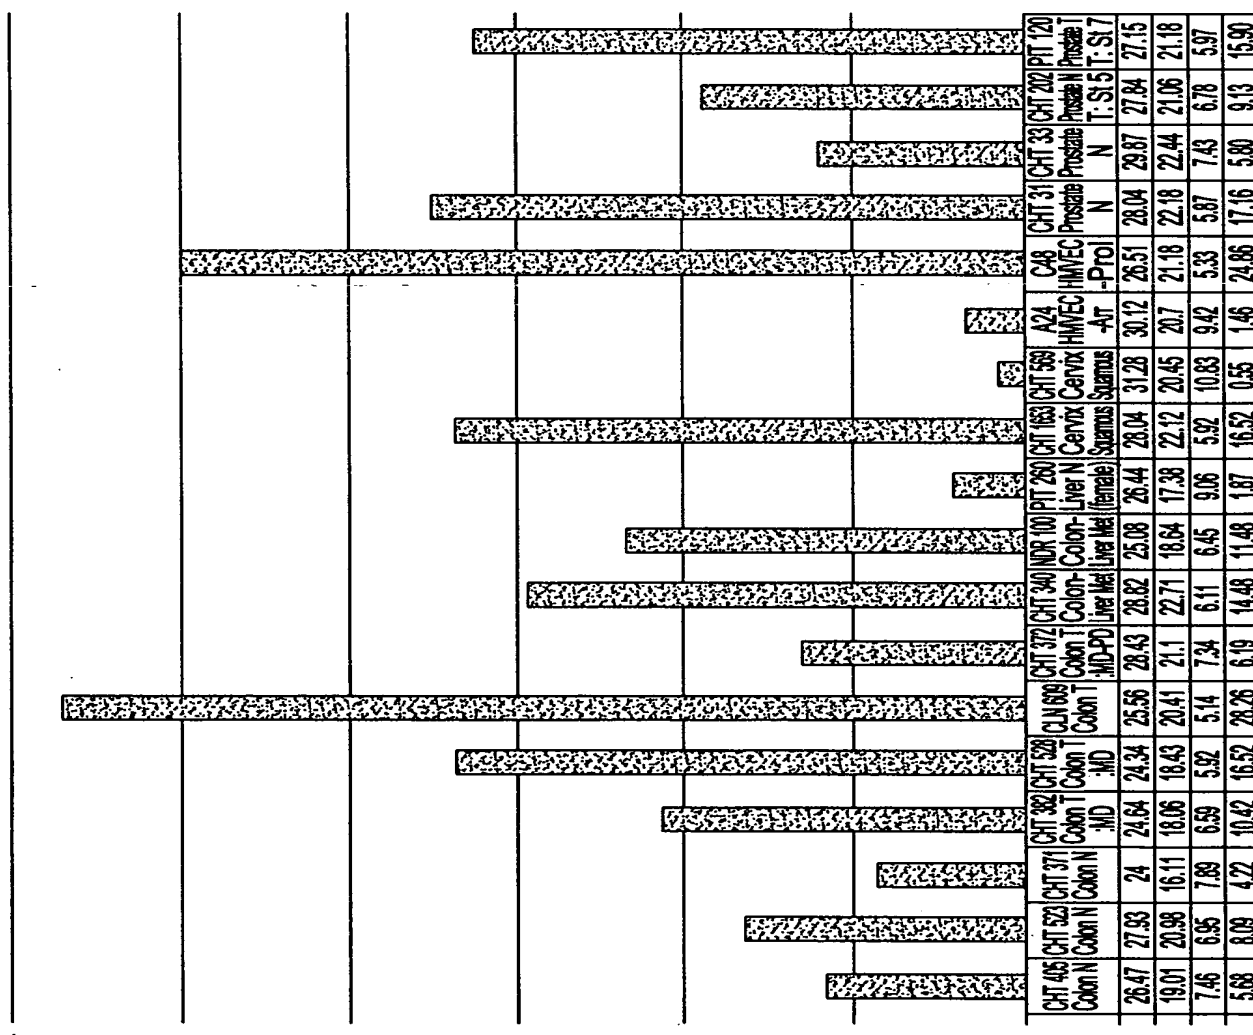 CHT 405 CHT 523 CHT 371 CHT 382 CHT 528 CLN 609 CHT 372 CHT 340 NDR 100 PIT 260 CHT 1653 CHT 569 A24 C48 CHT 31 CHT 33 CHT 202 PIT 120
Colon N Colon N Colon N Colon T Colon T Colon T Colon T Colon- Colon- Liver N Cervix Cervix HMVEC HMVEC Prostate Prostate Prostate N Prostate T
:MD :MD :MD-PD Liver Met Liver Met (female) Squamous Squamous -Arr -Prol N N T: St 5 T: St 7
26.47 27.93 24 24.64 24.34 25.56 28.43 28.82 25.08 26.44 28.04 31.28 30.12 26.51 28.04 29.87 27.84 27.15
19.01 20.98 16.11 18.06 18.43 20.41 21.1 22.71 18.64 17.38 22.12 20.45 20.7 21.18 22.18 22.44 21.06 21.18
7.46 6.95 7.89 6.59 5.92 5.14 7.34 6.11 6.45 9.06 5.92 10.83 9.42 5.33 5.87 7.43 6.78 5.97
5.68 8.09 4.22 10.42 16.52 28.26 6.19 14.48 11.48 1.87 16.52 0.55 1.46 24.86 17.16 5.80 9.13 15.90